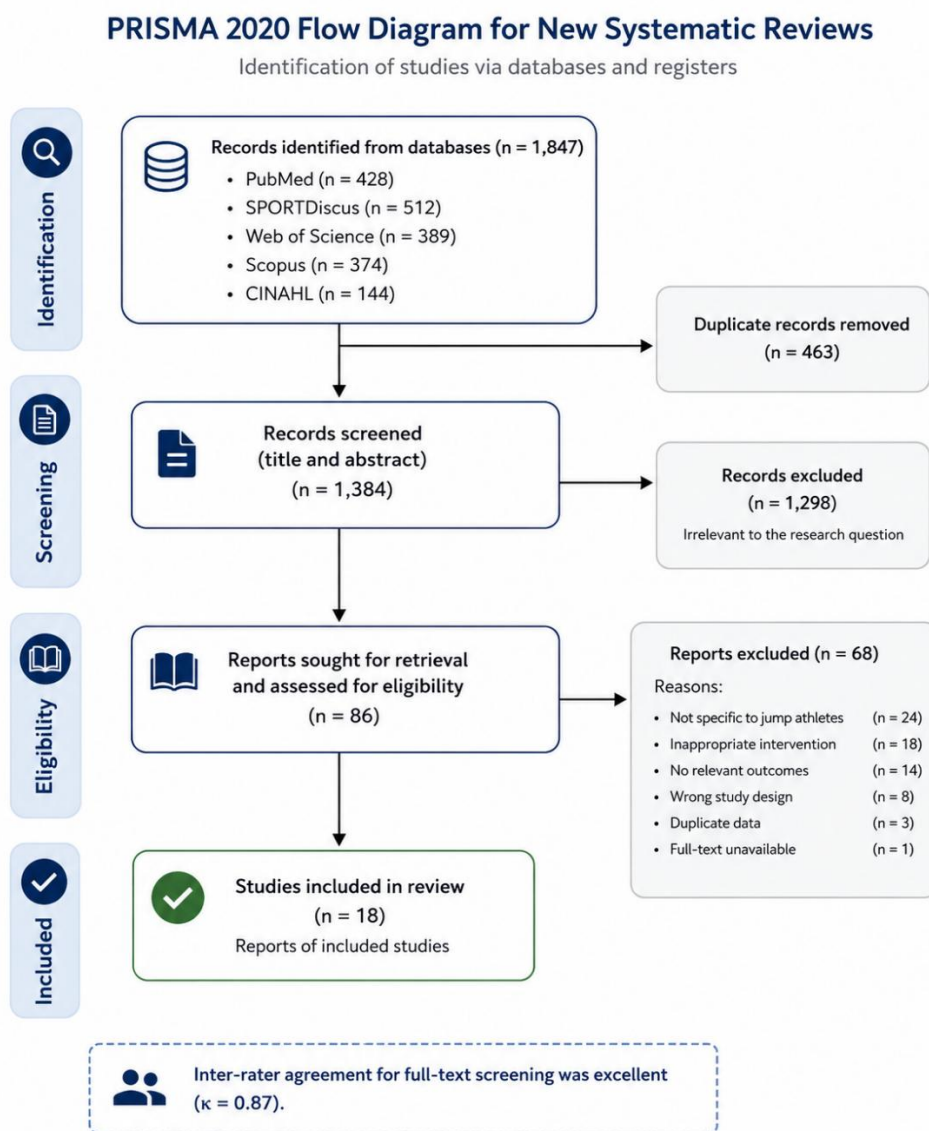 PRISMA 2020 Flow Diagram for New Systematic Reviews
Identification of studies via databases and registers
Identification
Records identified from databases (n = 1,847)
• PubMed (n = 428)
• SPORTDiscus (n = 512)
• Web of Science (n = 389)
• Scopus (n = 374)
• CINAHL (n = 144)
Duplicate records removed
(n = 463)
Screening
Records screened
(title and abstract)
(n = 1,384)
Records excluded
(n = 1,298)
Irrelevant to the research question
Eligibility
Reports sought for retrieval
and assessed for eligibility
(n = 86)
Reports excluded (n = 68)
Reasons:
• Not specific to jump athletes (n = 24)
• Inappropriate intervention (n = 18)
• No relevant outcomes (n = 14)
• Wrong study design (n = 8)
• Duplicate data (n = 3)
• Full-text unavailable (n = 1)
Included
Studies included in review
(n = 18)
Reports of included studies
Inter-rater agreement for full-text screening was excellent
(κ = 0.87).